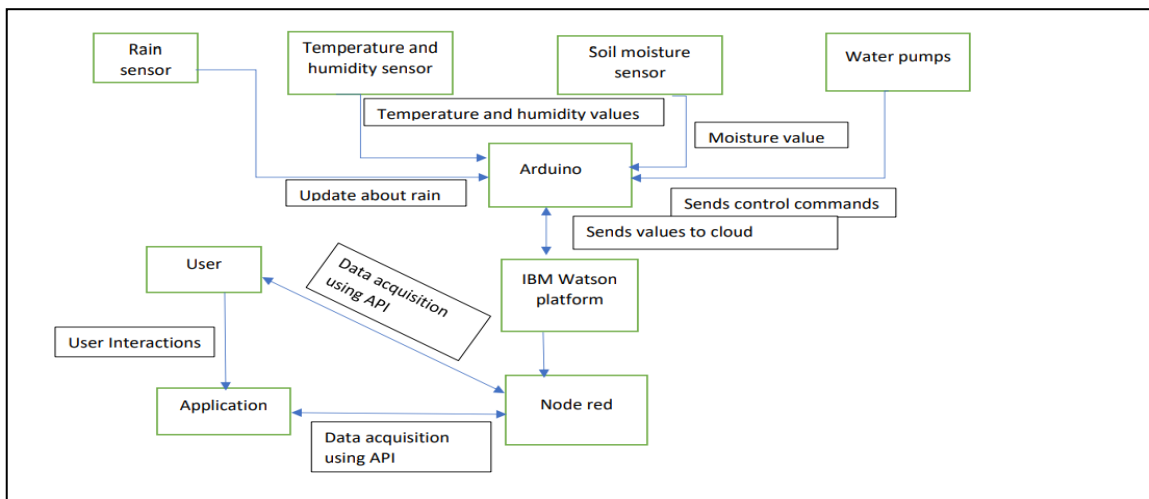 Rain
sensor
Temperature and
humidity sensor
Soil moisture
sensor
Water pumps
Temperature and humidity values
Moisture value
Arduino
Update about rain
Sends control commands
Sends values to cloud
User
Data acquisition
using API
IBM Watson
platform
User Interactions
Application
Node red
Data acquisition
using API